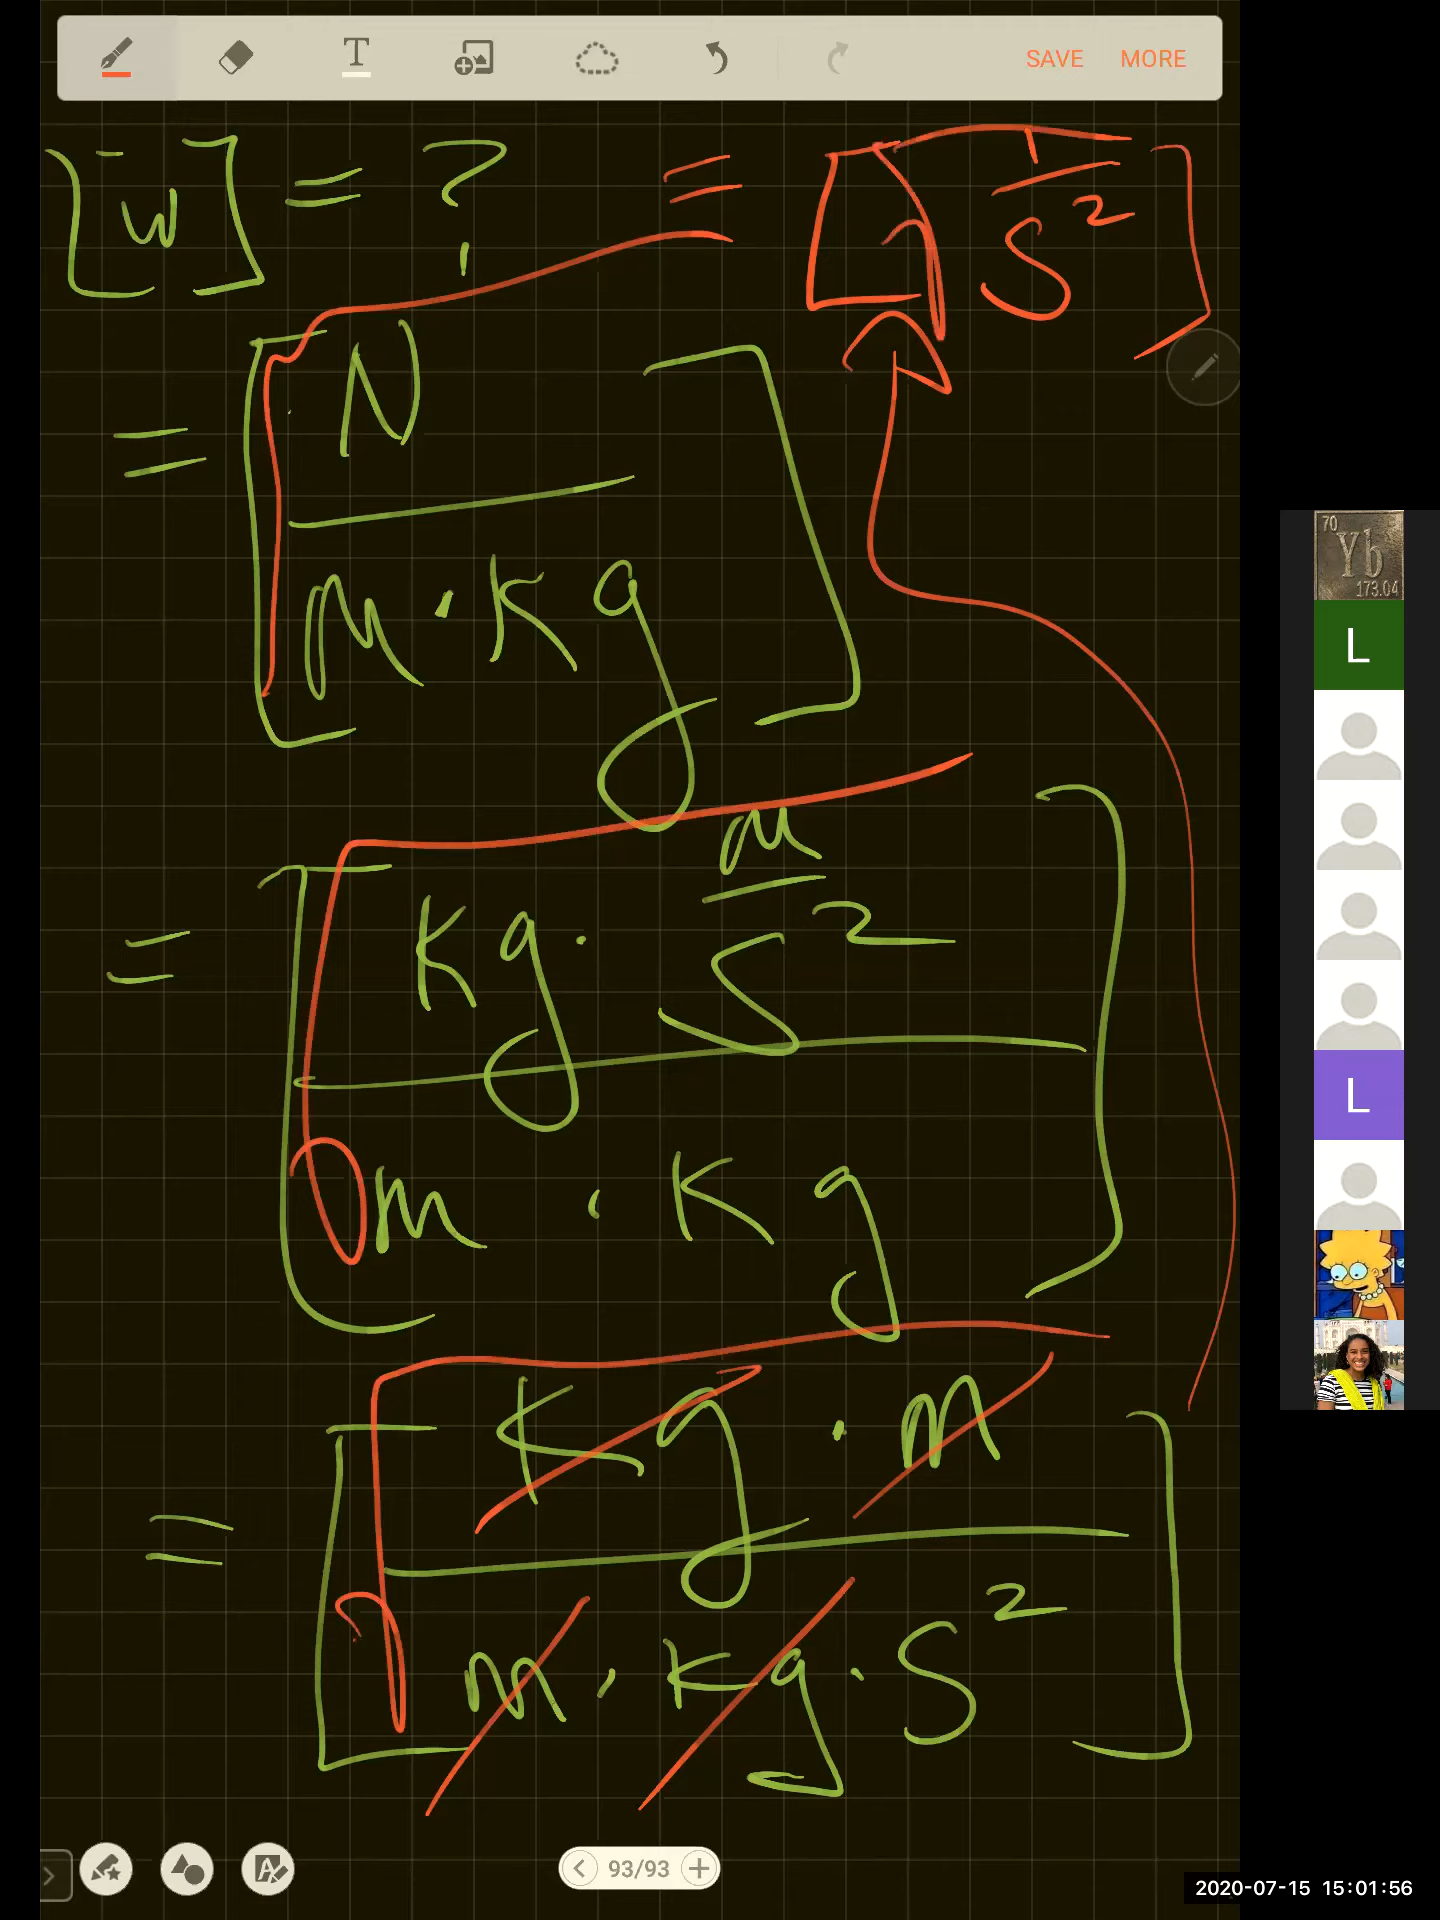 T
SAVE MORE
[w] = ? = √[1/s²]
= √[N/(m·kg)]
70
Yb
173.04
L
= √[(kg·m/s²)/(m·kg)]
L
= √[(kg·m)/(m·kg·s²)]
93/93
2020-07-15 15:01:56